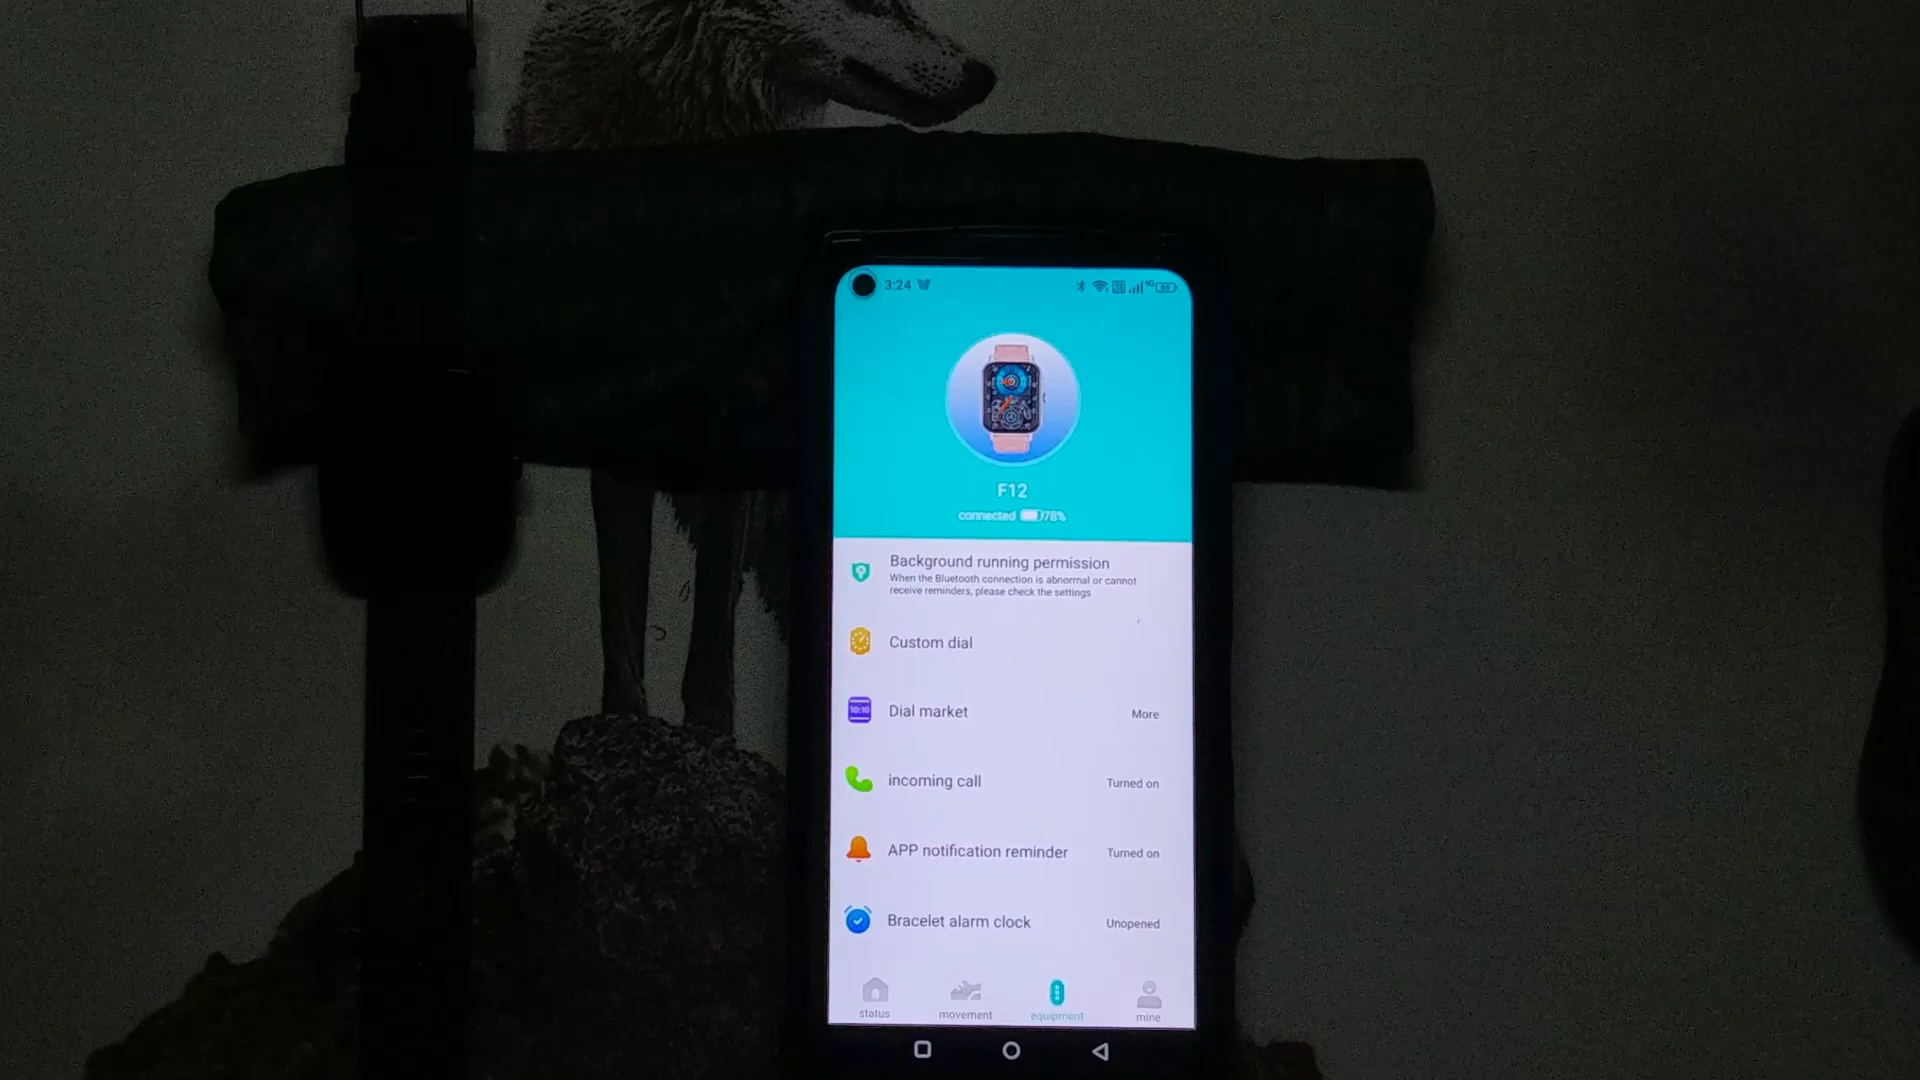 3:24
F12
connected 78%
Background running permission
When the Bluetooth connection is abnormal or cannot
receive reminders, please check the settings
Custom dial
10:10
Dial market More
incoming call Turned on
APP notification reminder Turned on
Bracelet alarm clock Unopened
status movement equipment mine